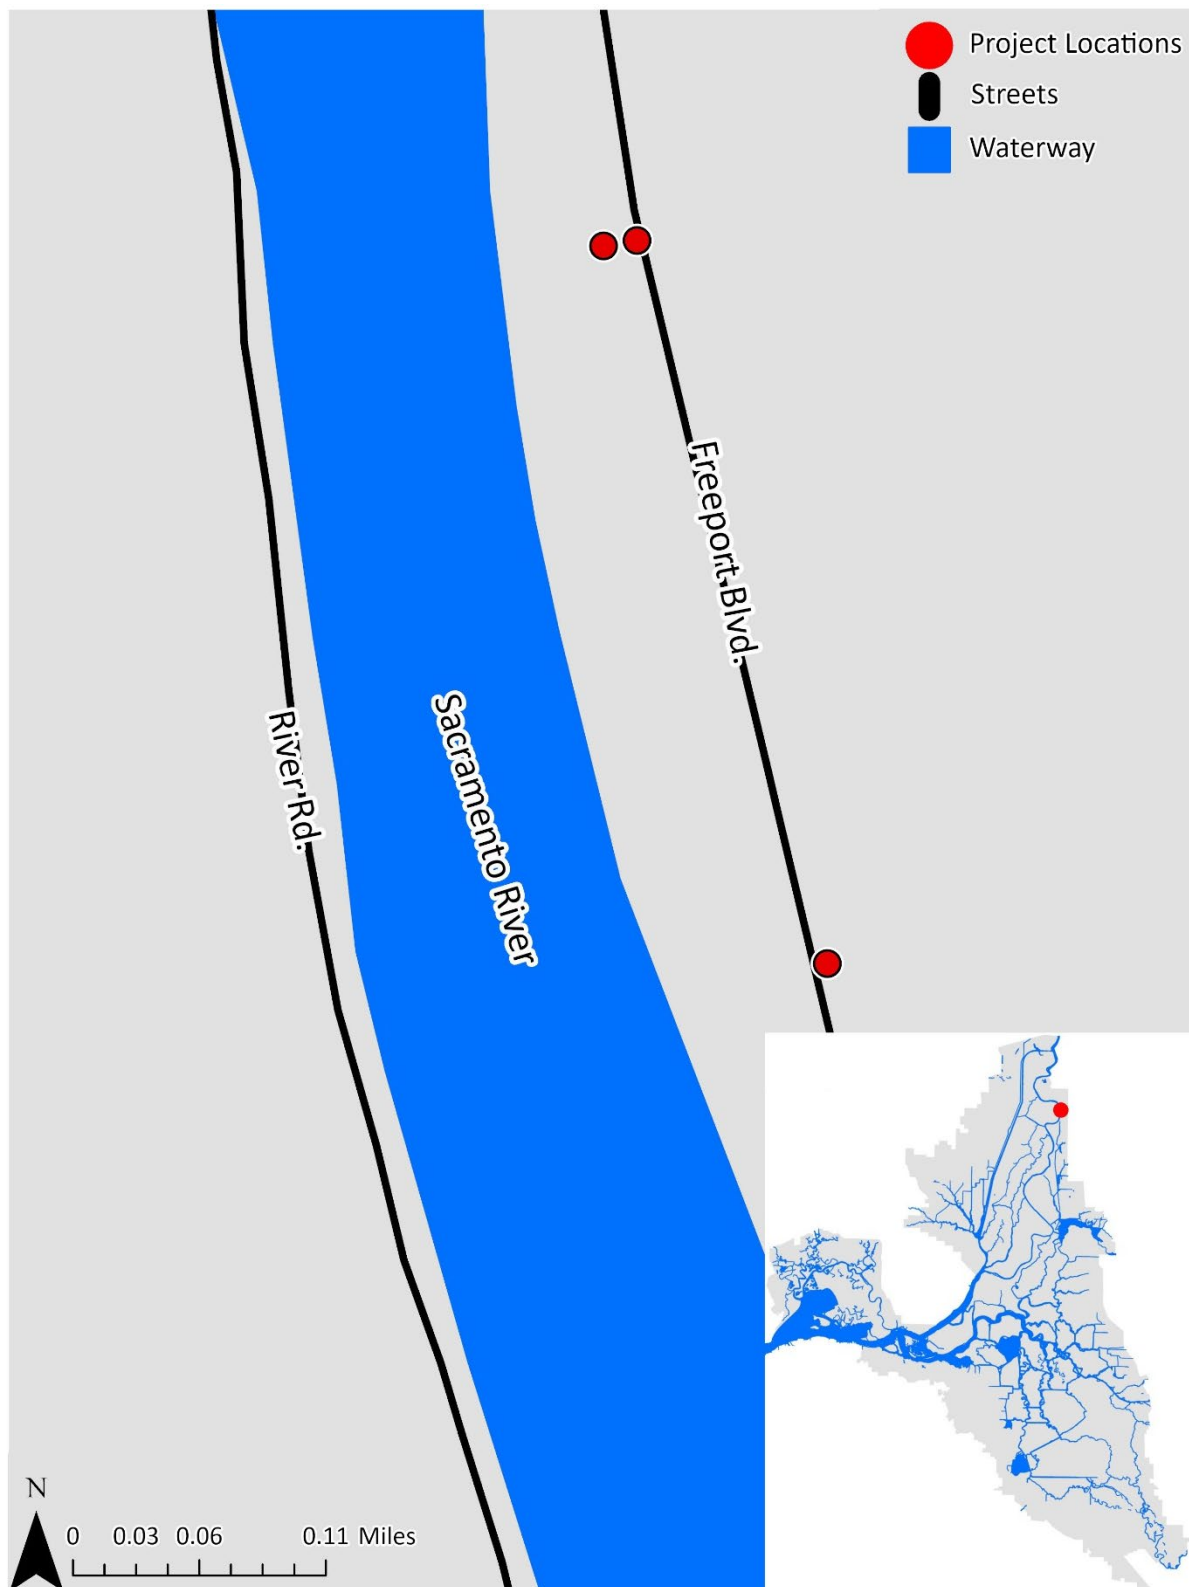 Project Locations
Streets
Waterway
Freeport Blvd.
Sacramento River
River Rd.
N
0 0.03 0.06 0.11 Miles